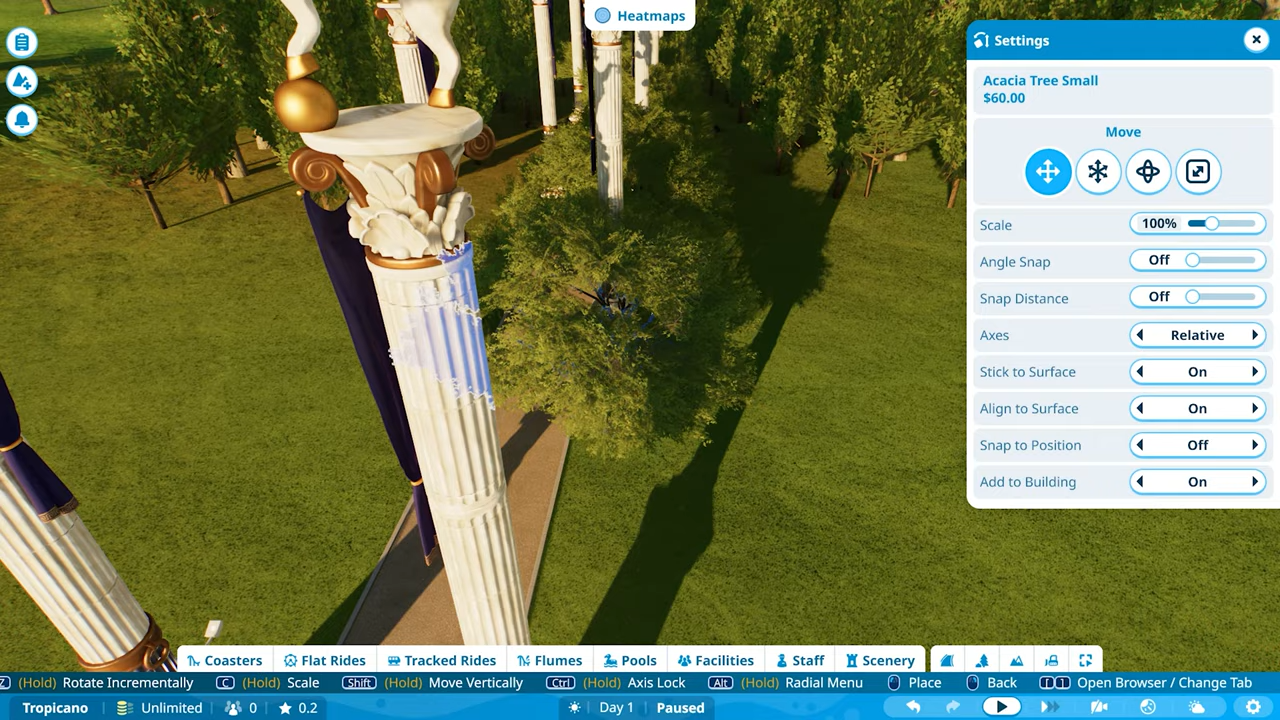 Heatmaps
Settings
Acacia Tree Small
$60.00
Move
Scale 100%
Angle Snap Off
Snap Distance Off
Axes Relative
Stick to Surface On
Align to Surface On
Snap to Position Off
Add to Building On
Coasters Flat Rides Tracked Rides Flumes Pools Facilities Staff Scenery
Z (Hold) Rotate Incrementally C (Hold) Scale Shift (Hold) Move Vertically Ctrl (Hold) Axis Lock Alt (Hold) Radial Menu Place Back [ ] Open Browser / Change Tab
Tropicano Unlimited 0 0.2 Day 1 Paused